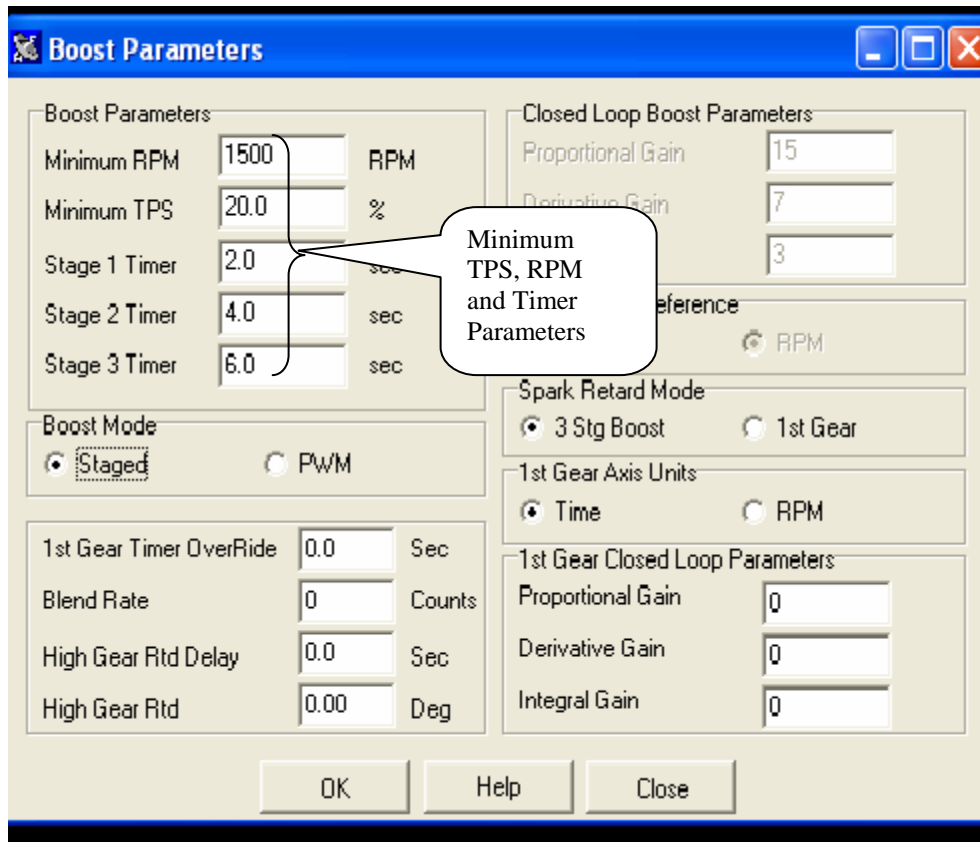 Boost Parameters
Boost Parameters
Minimum RPM 1500 RPM
Minimum TPS 20.0 %
Stage 1 Timer 2.0 sec
Stage 2 Timer 4.0 sec
Stage 3 Timer 6.0 sec
Boost Mode
Staged PWM
1st Gear Timer OverRide 0.0 Sec
Blend Rate 0 Counts
High Gear Rtd Delay 0.0 Sec
High Gear Rtd 0.00 Deg
Closed Loop Boost Parameters
Proportional Gain 15
Derivative Gain 7
3
Minimum
TPS, RPM
and Timer
Parameters
RPM
Spark Retard Mode
3 Stg Boost 1st Gear
1st Gear Axis Units
Time RPM
1st Gear Closed Loop Parameters
Proportional Gain 0
Derivative Gain 0
Integral Gain 0
OK Help Close